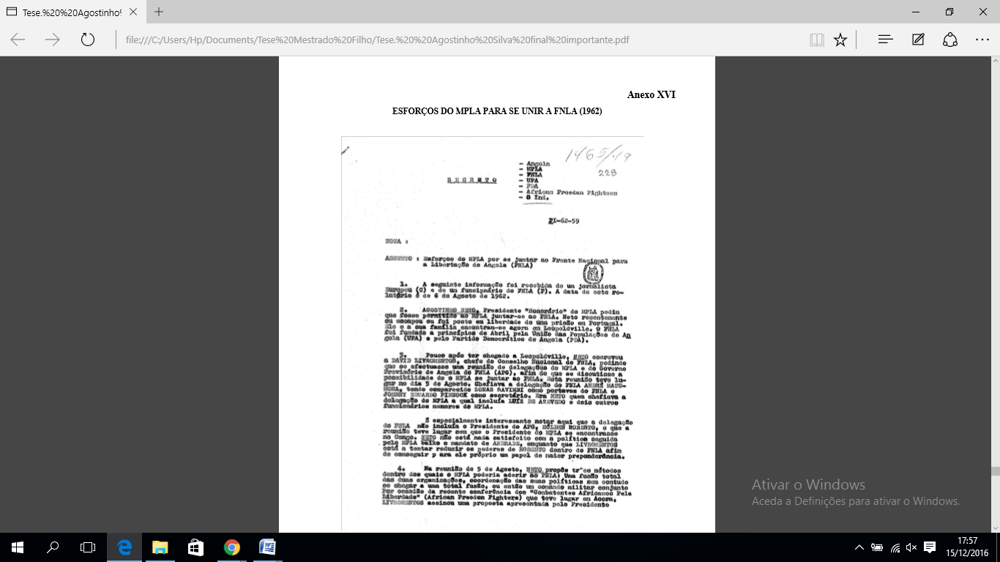 Tese.%20%20Agostinho%
file:///C:/Users/Hp/Documents/Tese%20Mestrado%20Filho/Tese.%20%20Agostinho%20Silva%20final%20importante.pdf
Anexo XVI
ESFORÇOS DO MPLA PARA SE UNIR A FNLA (1962)
1465/
228
S E C R E T O
- Angola
- MPLA
- FNLA
- UPA
- PDA
- African Freedan Fighters
- 8 Ind.
-62-59
NOTA :
ASSUNTO : Esforços do MPLA por se juntar ao Fronte Nacional para
a Libertação de Angola (FNLA)
1. A seguinte informação foi recebida de um jornalista
Europeu (C) e de um funcipnário do FNLA (F). A data do este re-
latório é de 6 de Agosto de 1962.
2. AGOSTINHO NETO, Presidente "Honorário" do MPLA pediu
que fosse permitido ao MPLA juntar-se ao FNLA. Neto recentemente
ou escapou ou foi posto em liberdade de uma prisão em Portugal.
Ele e a sua família encontram-se agora em Leopoldville. O FNLA
foi fundado a princípios de Abril pela União das Populações de An
gola (UPA) e pelo Partido Democrático de Angola (PDA).
3. Pouco após ter chegado a Leopoldville, NETO escreveu
a DAVID LIVROMENTOS, chefe do Conselho Nacional do FNLA, pedindo
que se efectuasse uma reunião de delegações do MPLA e do Governo
Provisório de Angola do FNLA (APG), afim de que se discutisse a
possibilidade de o MPLA se juntar ao FNLA. Esta reunião teve lu-
gar no dia 5 de Agosto. Chefiava a delegação do FNLA ANDRÉ MATU-
NONA, tendo comparecido SONAS RAVIMBI como portavos do FNLA e
JOHNNY EDUARDO PINNOCK como secretário. Era NETO quem chefiava a
delegação do MPLA a qual incluía LUIZ DE AZEVEDO e dois outros
funcionários menores do MPLA.
É especialmente interessante notar aqui que a delegação
do FNLA não incluía o Presidente do APG, HOLDEN ROBERTO, e que a
reunião teve lugar sem que o Presidente do MPLA se encontrasse
no Congo. NETO não está nada satisfeito com a política seguida
pelo MPLA baixo o mandato de ANDRADE, enquanto que LIVROMENTOS
está a tentar reduzir os poderes de ROBERTO dentro do FNLA afim
de conseguir p ara ele próprio um papel de maior preponderância.
4. Na reunião de 5 de Agosto, NETO propôs tr^es métodos
dentro dos quais o MPLA poderia aderir ao FNLA: Uma fusão total
das duas organizações, coordenação das suas políticas sem contudo
se chegar a uma total fusão, ou então um comando militar conjunto
Por ocasião da recente conferência dos "Combatentes Africanos Pela
Liberdade" (African Freedon Fighters) que teve lugar em Accra,
LIVROMENTOS assinou uma proposta apresentada pelo Presidente
Ativar o Windows
Aceda a Definições para ativar o Windows.
17:57
15/12/2016